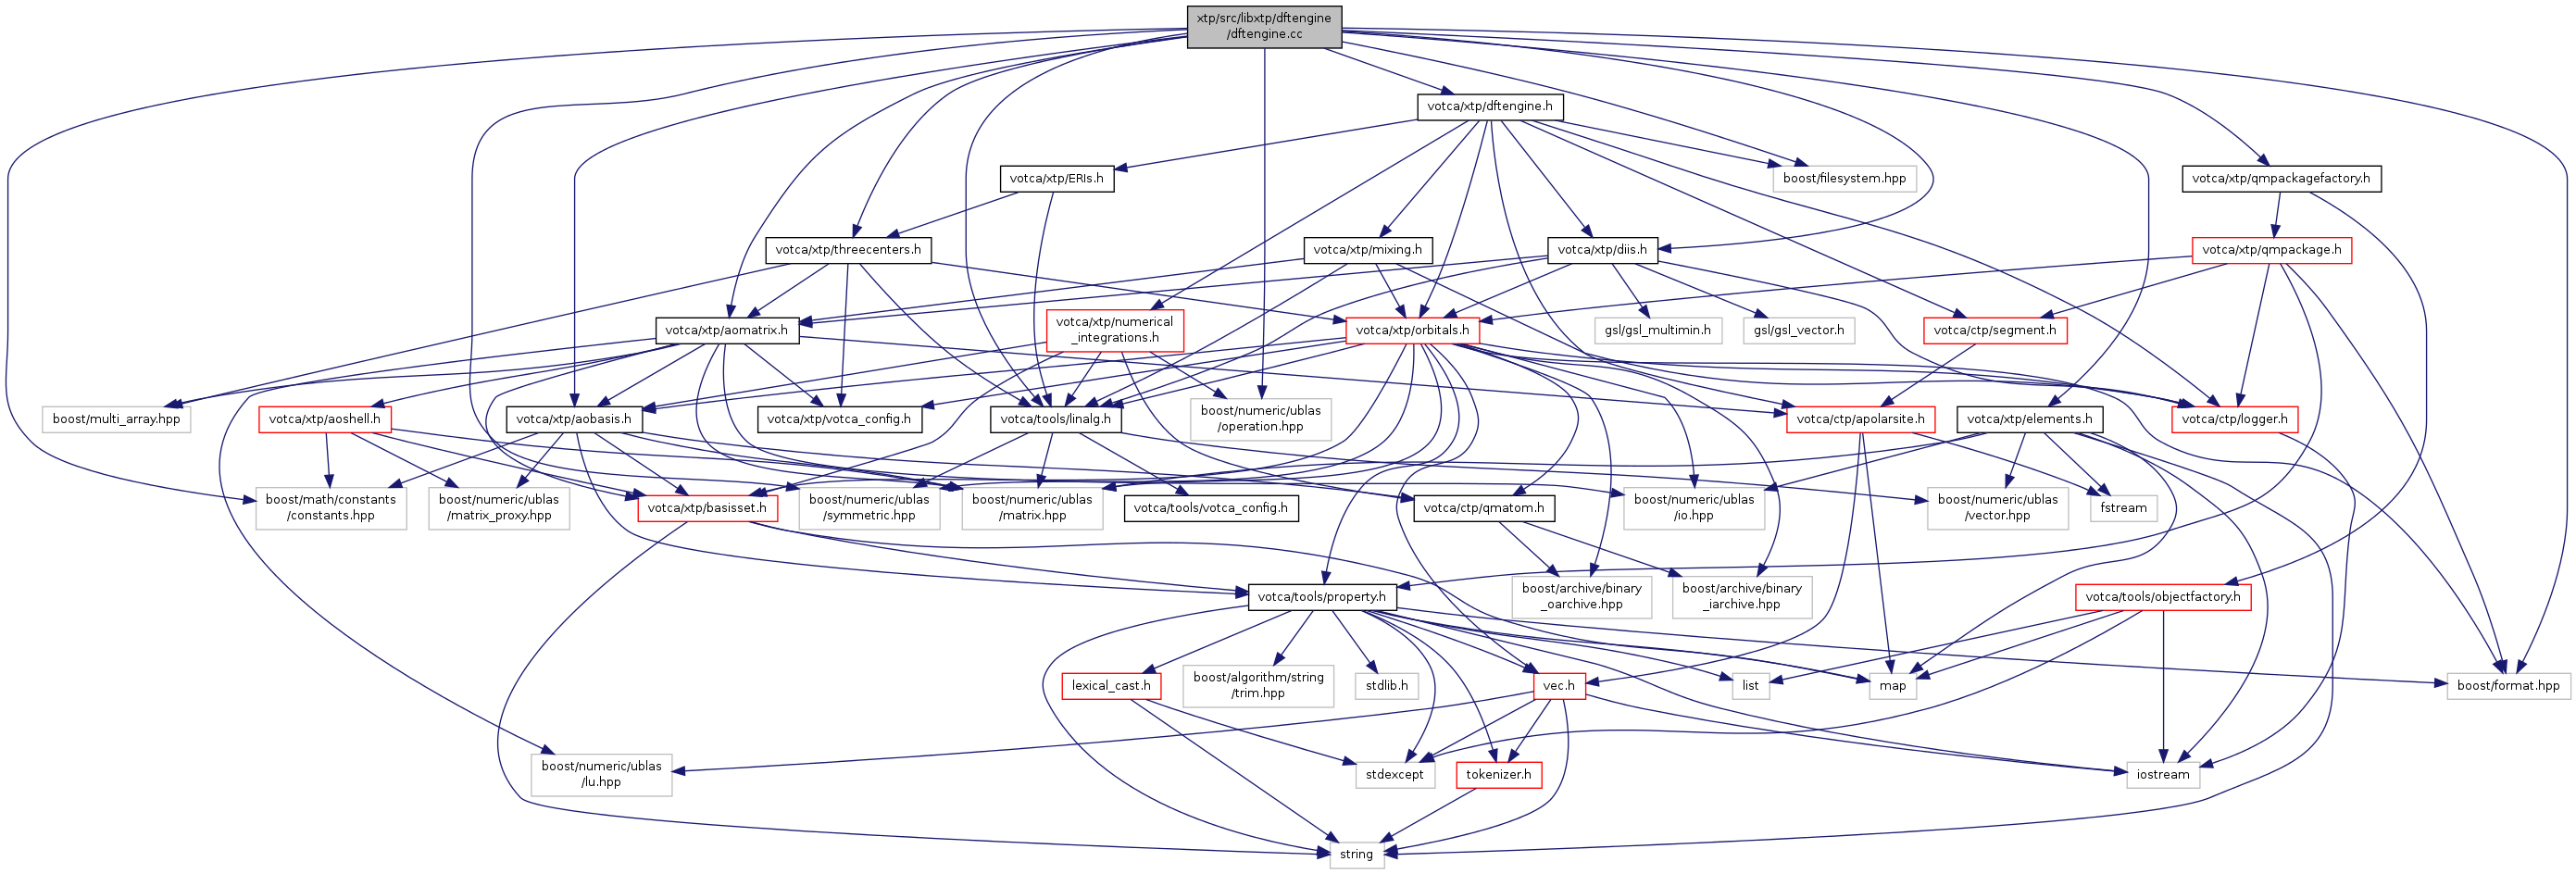 xtp/src/libxtp/dftengine
/dftengine.cc
votca/xtp/dftengine.h
votca/xtp/ERIs.h
boost/filesystem.hpp
votca/xtp/qmpackagefactory.h
votca/xtp/threecenters.h
votca/xtp/mixing.h
votca/xtp/diis.h
votca/xtp/qmpackage.h
votca/xtp/aomatrix.h
votca/xtp/numerical
_integrations.h
votca/xtp/orbitals.h
gsl/gsl_multimin.h
gsl/gsl_vector.h
votca/ctp/segment.h
boost/multi_array.hpp
votca/xtp/aoshell.h
votca/xtp/aobasis.h
votca/xtp/votca_config.h
votca/tools/linalg.h
boost/numeric/ublas
/operation.hpp
votca/ctp/apolarsite.h
votca/xtp/elements.h
votca/ctp/logger.h
boost/math/constants
/constants.hpp
boost/numeric/ublas
/matrix_proxy.hpp
votca/xtp/basisset.h
boost/numeric/ublas
/symmetric.hpp
boost/numeric/ublas
/matrix.hpp
votca/tools/votca_config.h
votca/ctp/qmatom.h
boost/numeric/ublas
/io.hpp
boost/numeric/ublas
/vector.hpp
fstream
votca/tools/property.h
boost/archive/binary
_oarchive.hpp
boost/archive/binary
_iarchive.hpp
votca/tools/objectfactory.h
lexical_cast.h
boost/algorithm/string
/trim.hpp
stdlib.h
vec.h
list
map
boost/format.hpp
boost/numeric/ublas
/lu.hpp
stdexcept
tokenizer.h
iostream
string